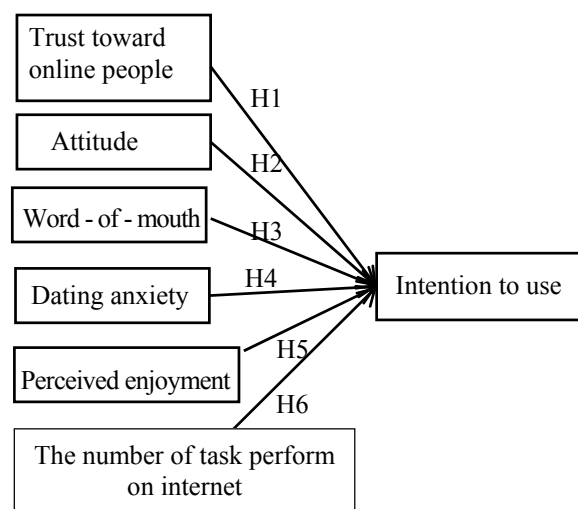 Trust toward
online people
H1
Attitude
H2
Word - of - mouth
H3
Dating anxiety
H4
Intention to use
Perceived enjoyment
H5
H6
The number of task perform
on internet